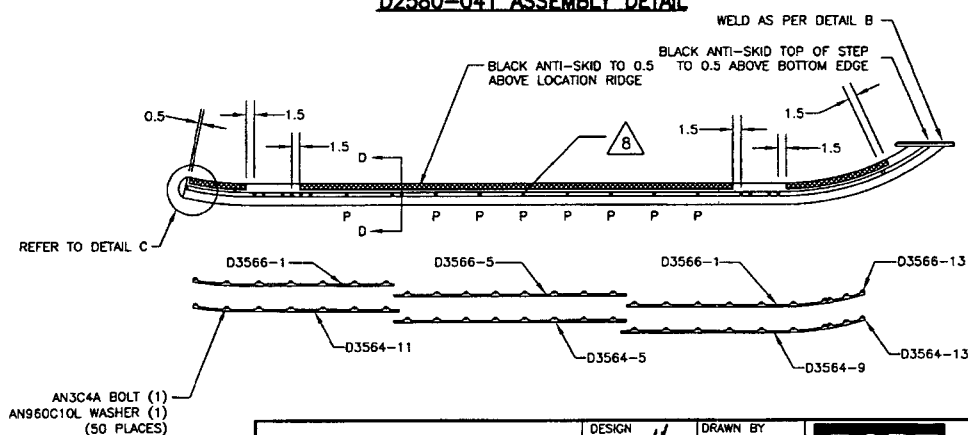 D2580-041 ASSEMBLY DETAIL
WELD AS PER DETAIL B
BLACK ANTI-SKID TO 0.5
ABOVE LOCATION RIDGE
BLACK ANTI-SKID TOP OF STEP
TO 0.5 ABOVE BOTTOM EDGE
0.5
1.5
1.5
1.5
1.5
1.5
8
D
D
P P P P P P P P
REFER TO DETAIL C
D3566-1
D3566-5
D3566-1
D3566-13
D3564-11
D3564-5
D3564-9
D3564-13
AN3C4A BOLT (1)
AN960C10L WASHER (1)
(50 PLACES)
DESIGN
DRAWN BY